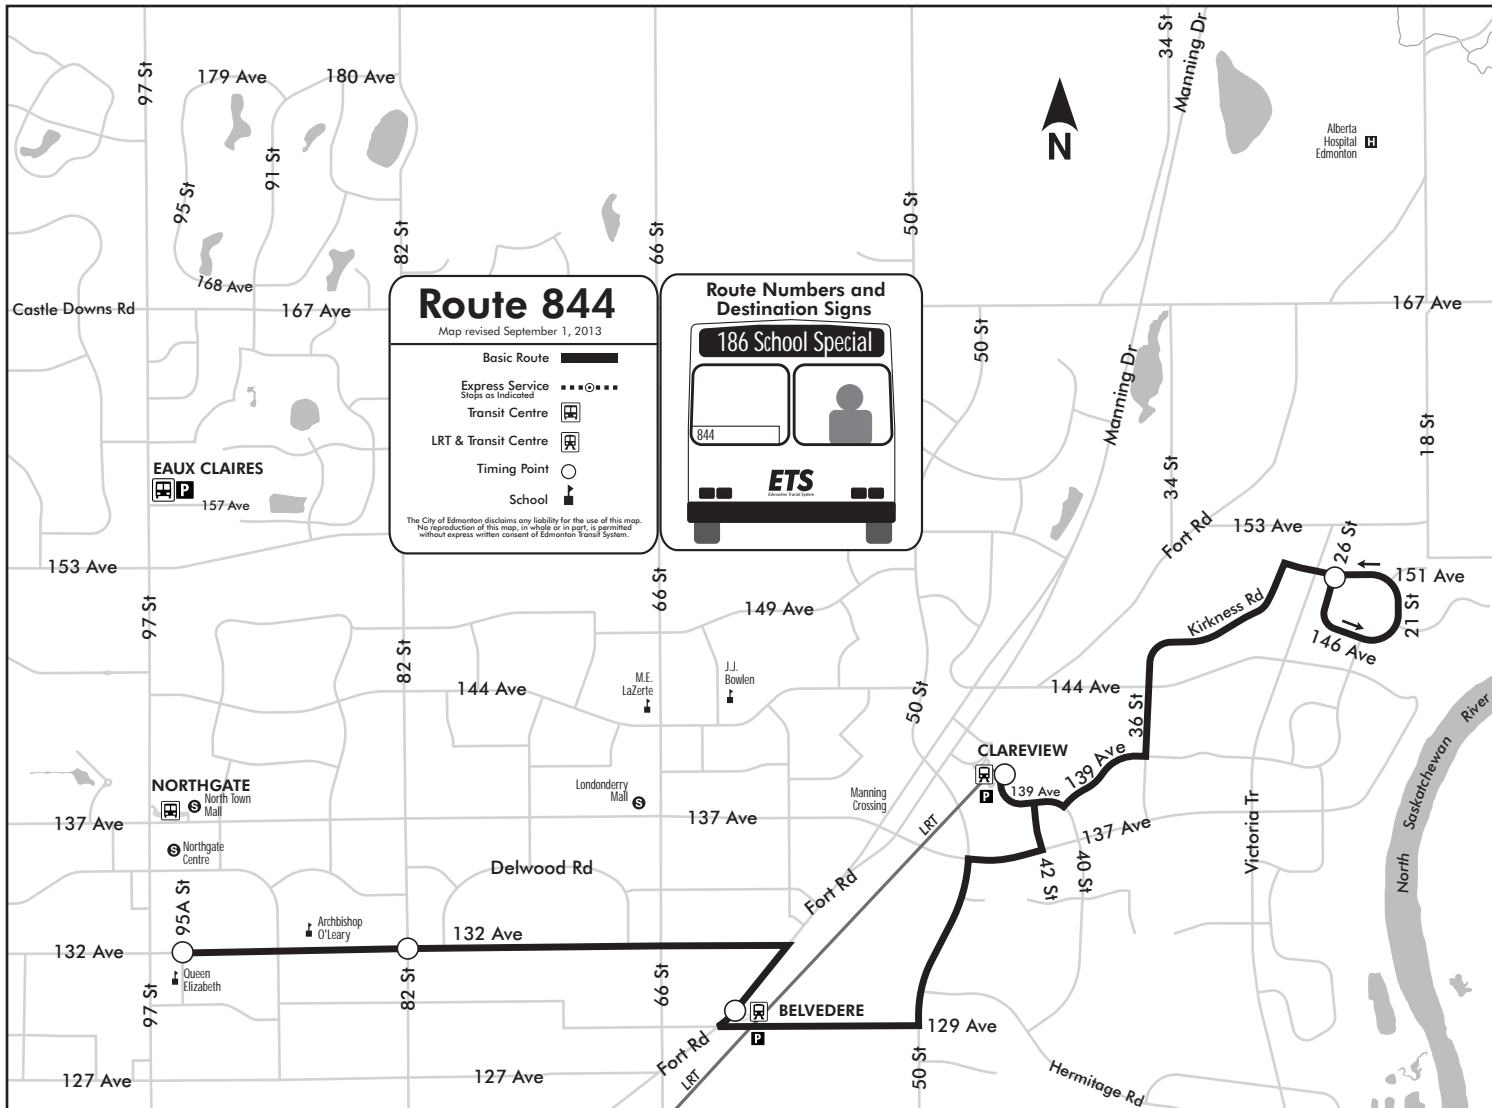 34 St
Manning Dr
97 St
179 Ave
180 Ave
N
Alberta
Hospital
Edmonton
H
91 St
95 St
82 St
66 St
50 St
168 Ave
Castle Downs Rd
167 Ave
167 Ave
Route 844
Map revised September 1, 2013
Basic Route
Express Service
Stops as Indicated
Transit Centre
LRT & Transit Centre
Timing Point
School
The City of Edmonton disclaims any liability for the use of this map.
No reproduction of this map, in whole or in part, is permitted
without express written consent of Edmonton Transit System.
Route Numbers and
Destination Signs
186 School Special
844
ETS
Edmonton Transit System
50 St
Manning Dr
18 St
34 St
EAUX CLAIRES
P
157 Ave
Fort Rd
153 Ave
26 St
153 Ave
97 St
66 St
149 Ave
151 Ave
21 St
Kirkness Rd
146 Ave
82 St
144 Ave
M.E.
LaZerte
J.J.
Bowlen
50 St
144 Ave
36 St
North Saskatchewan River
CLAREVIEW
P
139 Ave
139 Ave
NORTHGATE
S
North Town
Mall
Londonderry
Mall
S
Manning
Crossing
137 Ave
137 Ave
LRT
137 Ave
Victoria Tr
S
Northgate
Centre
Delwood Rd
42 St
40 St
Fort Rd
95A St
Archbishop
O'Leary
132 Ave
132 Ave
Queen
Elizabeth
97 St
82 St
66 St
BELVEDERE
P
129 Ave
Fort Rd
LRT
50 St
127 Ave
127 Ave
Hermitage Rd